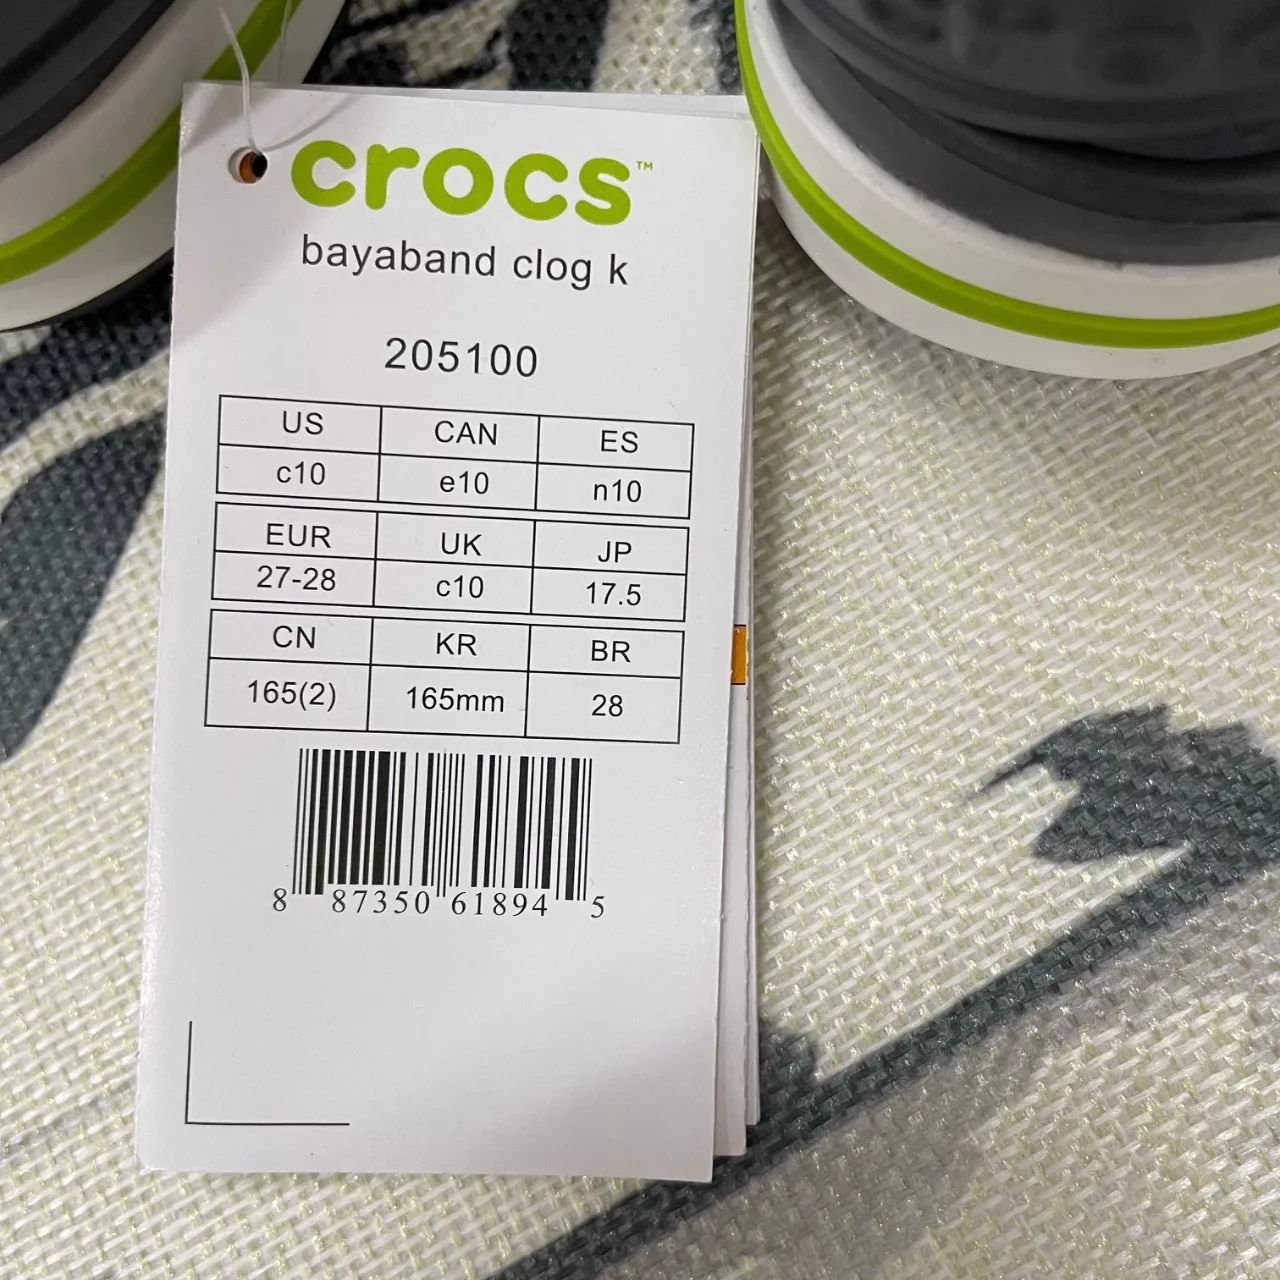 crocs™
bayaband clog k
205100
US CAN ES
c10 e10 n10
EUR UK JP
27-28 c10 17.5
CN KR BR
165(2) 165mm 28
8 87350 61894 5